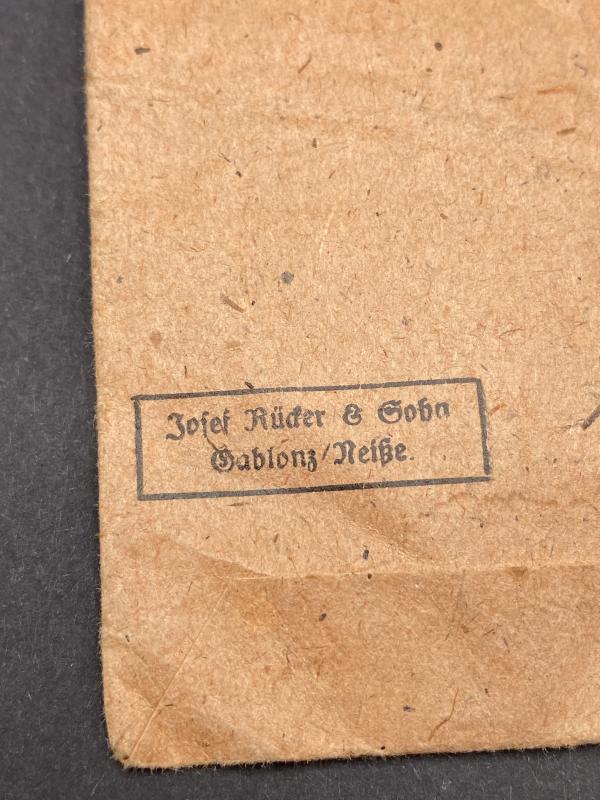 Josef Rücker & Sohn
Gablonz/Neiße.